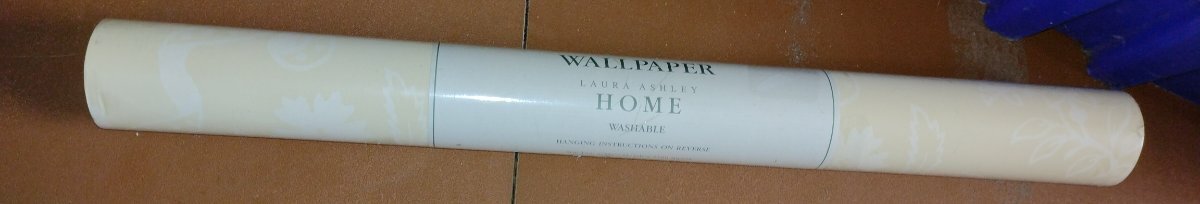 WALLPAPER
LAURA ASHLEY
HOME
WASHABLE
HANGING INSTRUCTIONS ON REVERSE